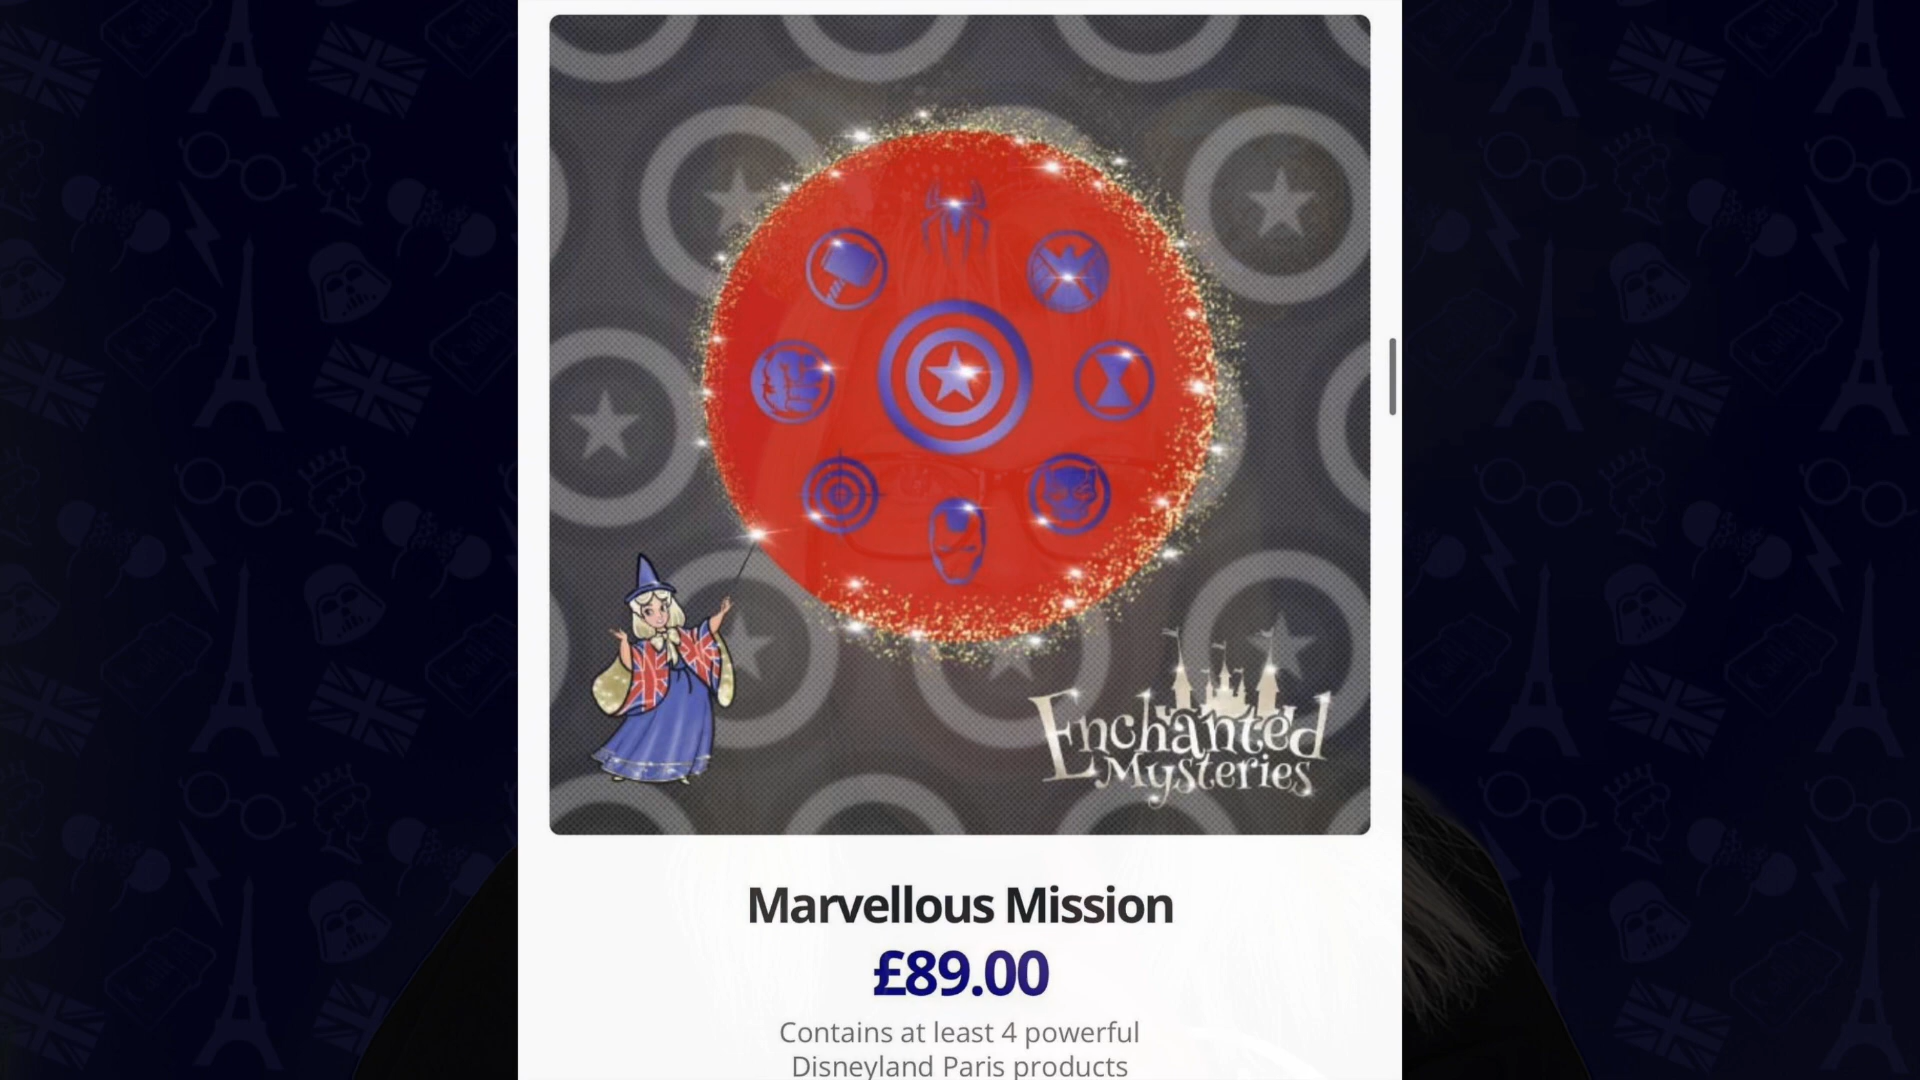 Enchanted
Mysteries
Marvellous Mission
£89.00
Contains at least 4 powerful
Disneyland Paris products